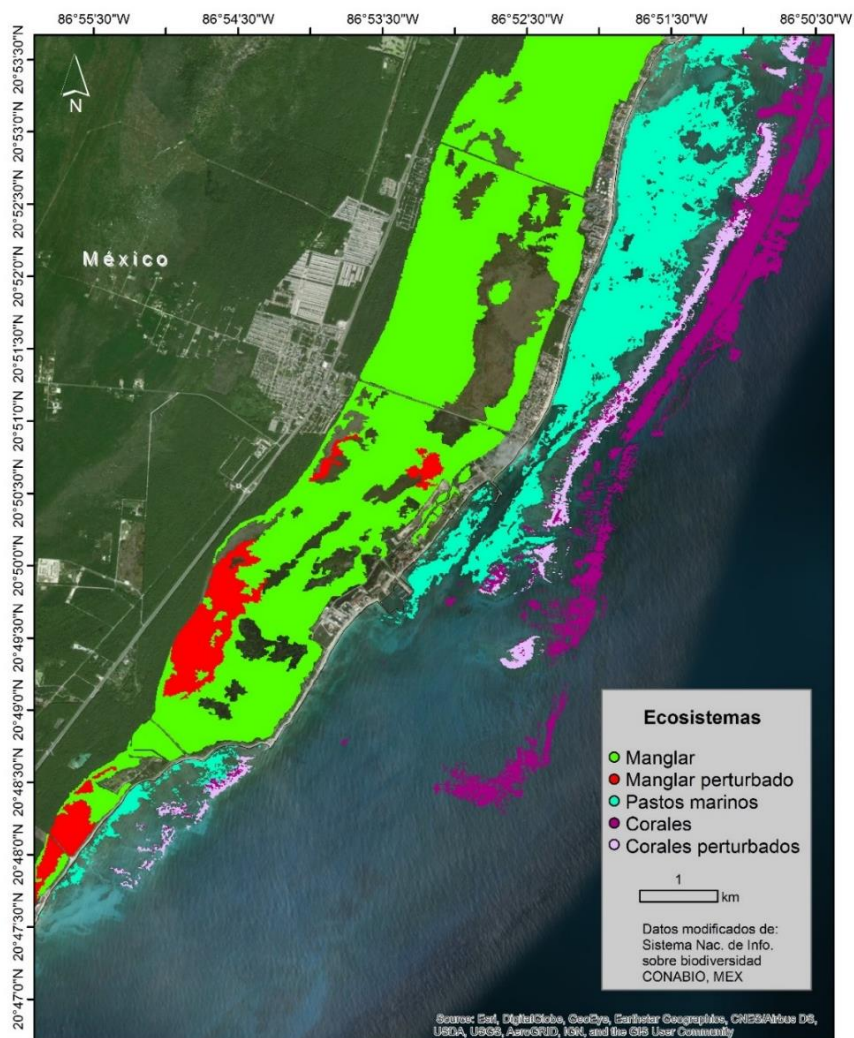 86°55'30"W 86°54'30"W 86°53'30"W 86°52'30"W 86°51'30"W 86°50'30"W
20°53'30"N
20°53'0"N
20°52'30"N
20°52'0"N
20°51'30"N
20°51'0"N
20°50'30"N
20°50'0"N
20°49'30"N
20°49'0"N
20°48'30"N
20°48'0"N
20°47'30"N
20°47'0"N
N
México
Ecosistemas
Manglar
Manglar perturbado
Pastos marinos
Corales
Corales perturbados
1
km
Datos modificados de:
Sistema Nac. de Info.
sobre biodiversidad
CONABIO, MEX
Source: Esri, DigitalGlobe, GeoEye, Earthstar Geographics, CNES/Airbus DS,
USDA, USGS, AeroGRID, IGN, and the GIS User Community